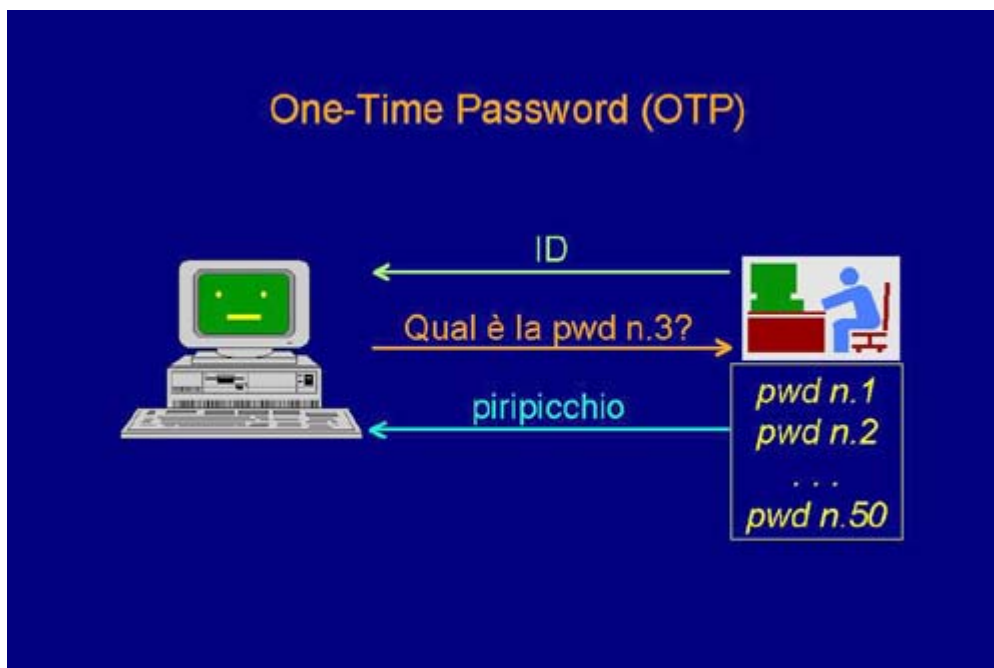 One-Time Password (OTP)
ID
Qual è la pwd n.3?
piripicchio
pwd n.1
pwd n.2
. . .
pwd n.50